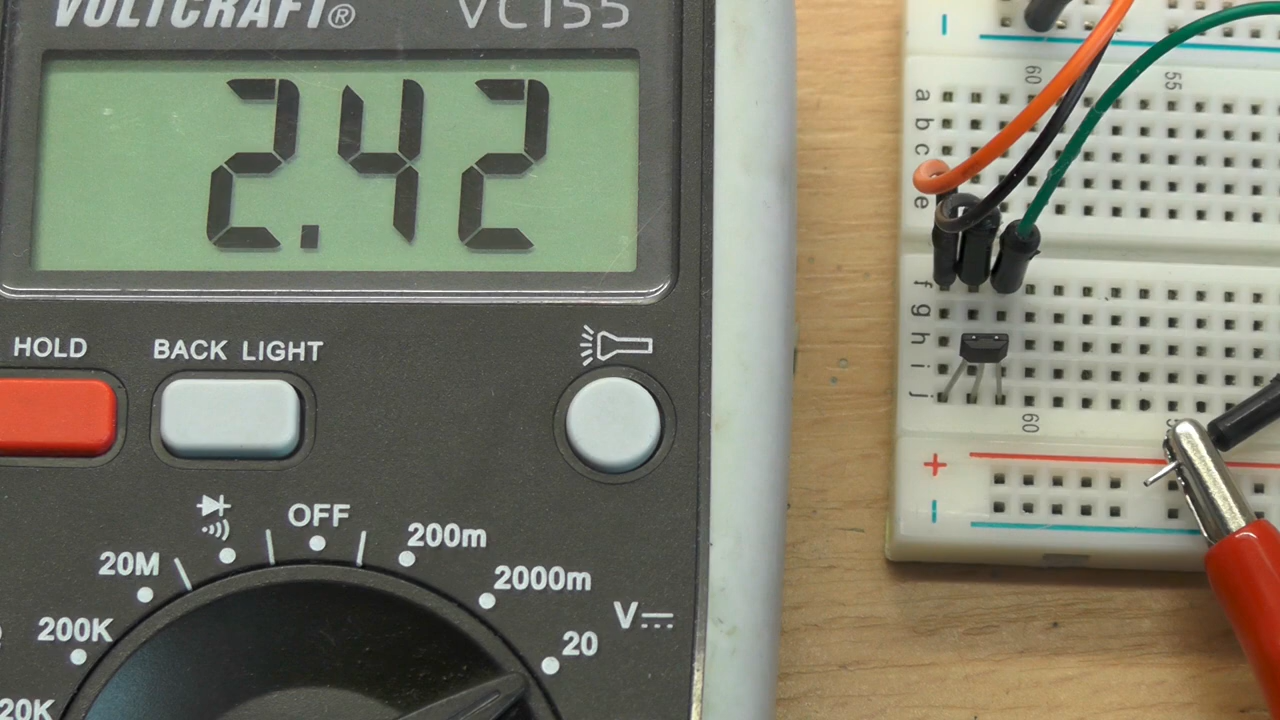 VOLTCRAFT® VC155
2.42
HOLD BACK LIGHT
OFF
200m
20M
2000m
200K
V
20
20K
60 55
a
b
c
e
f
g
h
i
j
60
+
-